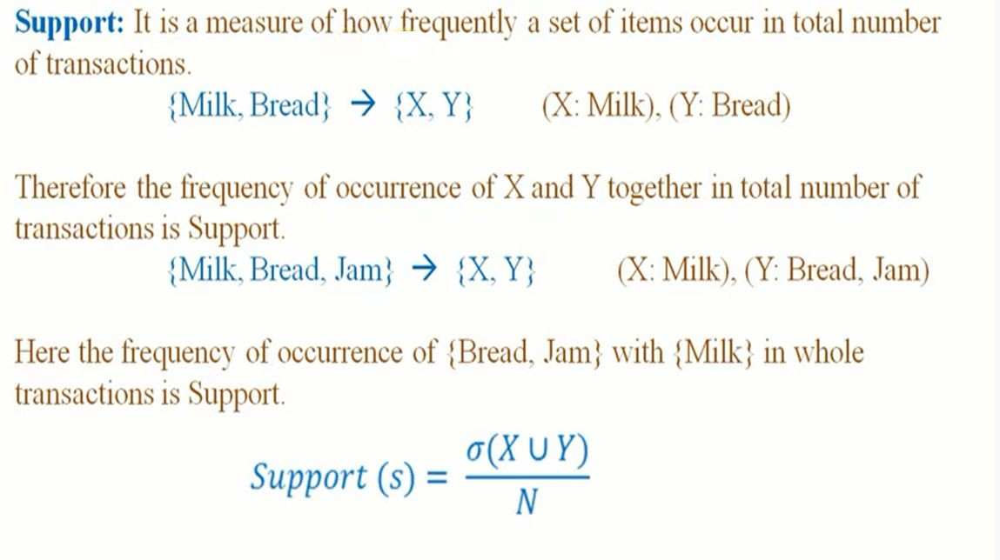 Support: It is a measure of how frequently a set of items occur in total number
of transactions.
{Milk, Bread} → {X, Y} (X: Milk), (Y: Bread)
Therefore the frequency of occurrence of X and Y together in total number of
transactions is Support.
{Milk, Bread, Jam} → {X, Y} (X: Milk), (Y: Bread, Jam)
Here the frequency of occurrence of {Bread, Jam} with {Milk} in whole
transactions is Support.
σ(X ∪ Y)
Support (s) =
N